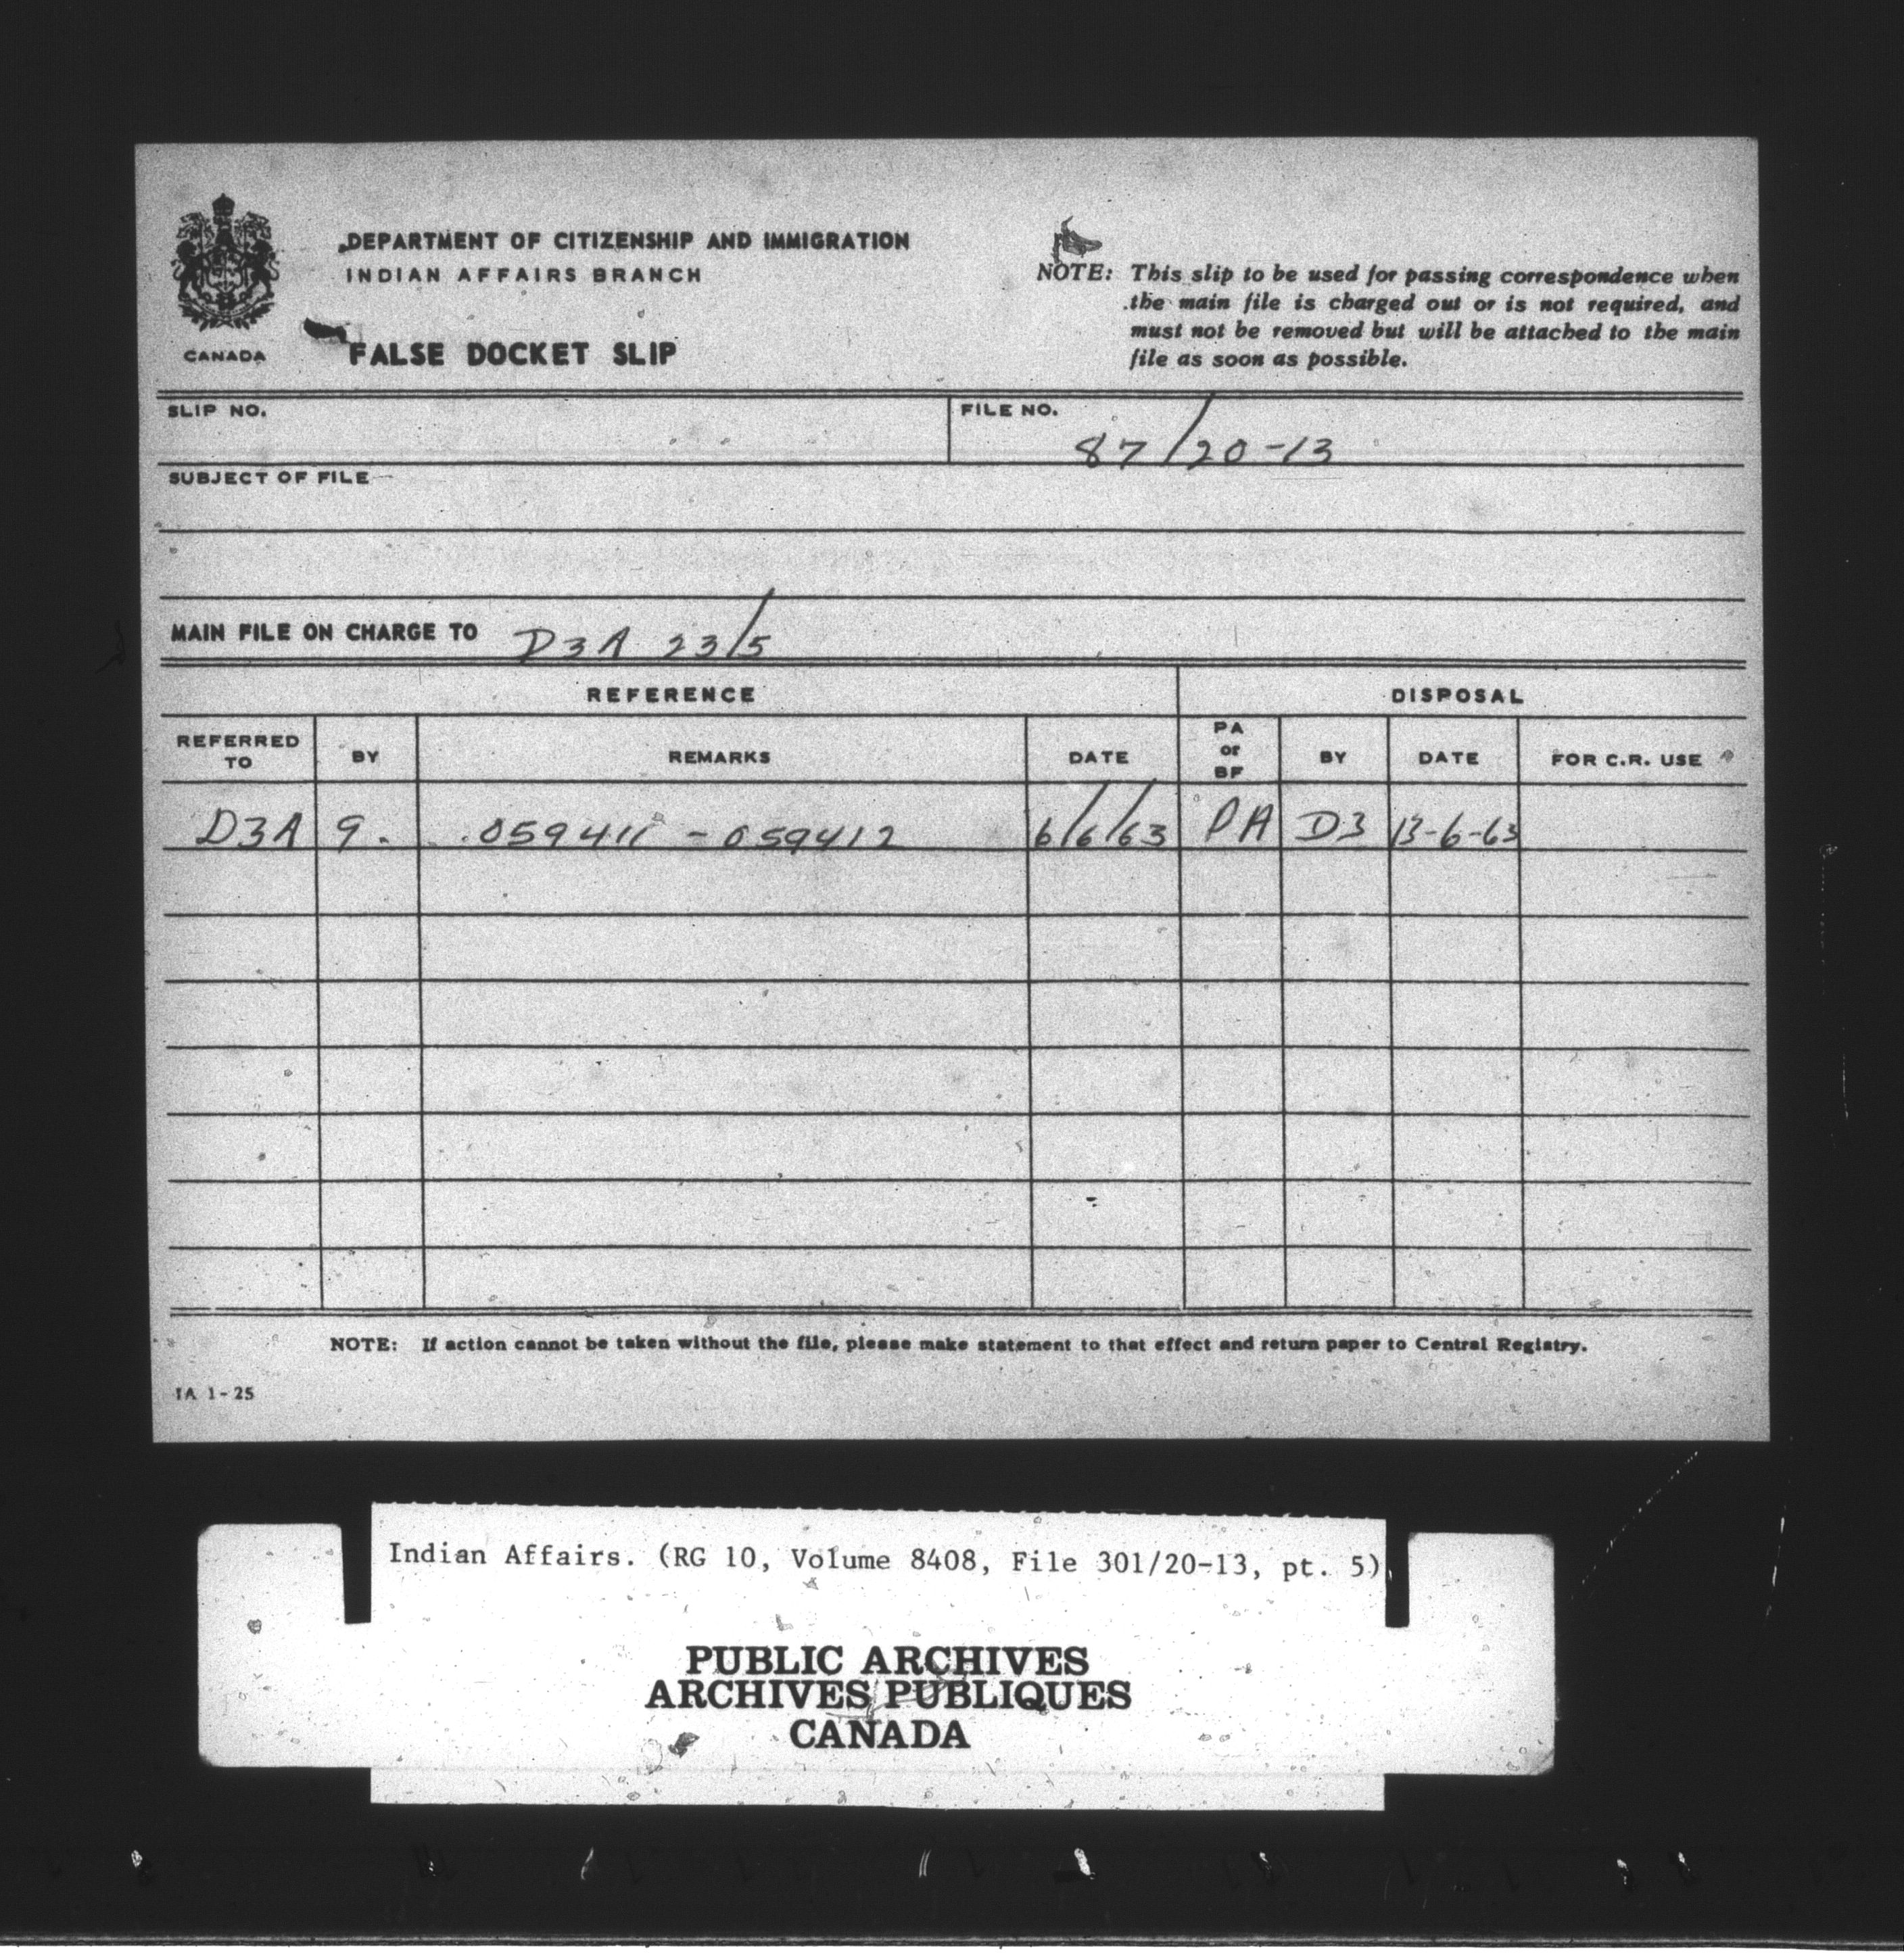 CANADA
DEPARTMENT OF CITIZENSHIP AND IMMIGRATION
INDIAN AFFAIRS BRANCH
FALSE DOCKET SLIP
NOTE: This slip to be used for passing correspondence when
the main file is charged out or is not required, and
must not be removed but will be attached to the main
file as soon as possible.
SLIP NO.
FILE NO.
87/20-13
SUBJECT OF FILE
MAIN FILE ON CHARGE TO D3A 23/5
REFERENCE DISPOSAL
REFERRED TO BY REMARKS DATE PA or BF BY DATE FOR C.R. USE
D3A 9. 059411 - 059412 6/6/63 PA D3 13-6-63
NOTE: If action cannot be taken without the file, please make statement to that effect and return paper to Central Registry.
IA 1-25
Indian Affairs. (RG 10, Volume 8408, File 301/20-13, pt. 5)
PUBLIC ARCHIVES
ARCHIVES PUBLIQUES
CANADA